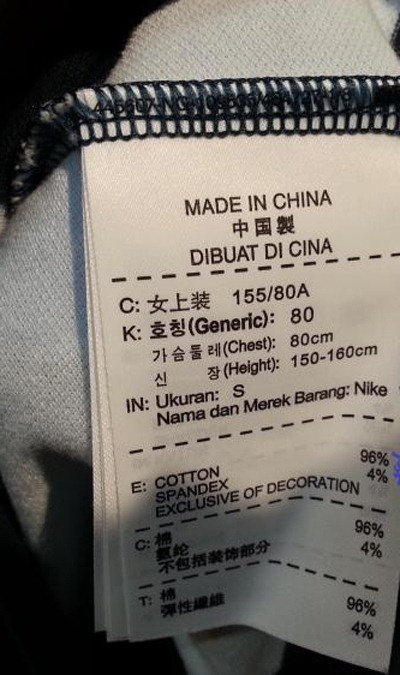 MADE IN CHINA
中国製
DIBUAT DI CINA
C: 女上装 155/80A
K: 호칭(Generic): 80
가슴둘레(Chest): 80cm
신 장(Height): 150-160cm
IN: Ukuran: S
Nama dan Merek Barang: Nike
E: COTTON 96%
SPANDEX 4%
EXCLUSIVE OF DECORATION
C: 棉 96%
氨纶 4%
不包括装饰部分
T: 棉 96%
彈性纖維 4%